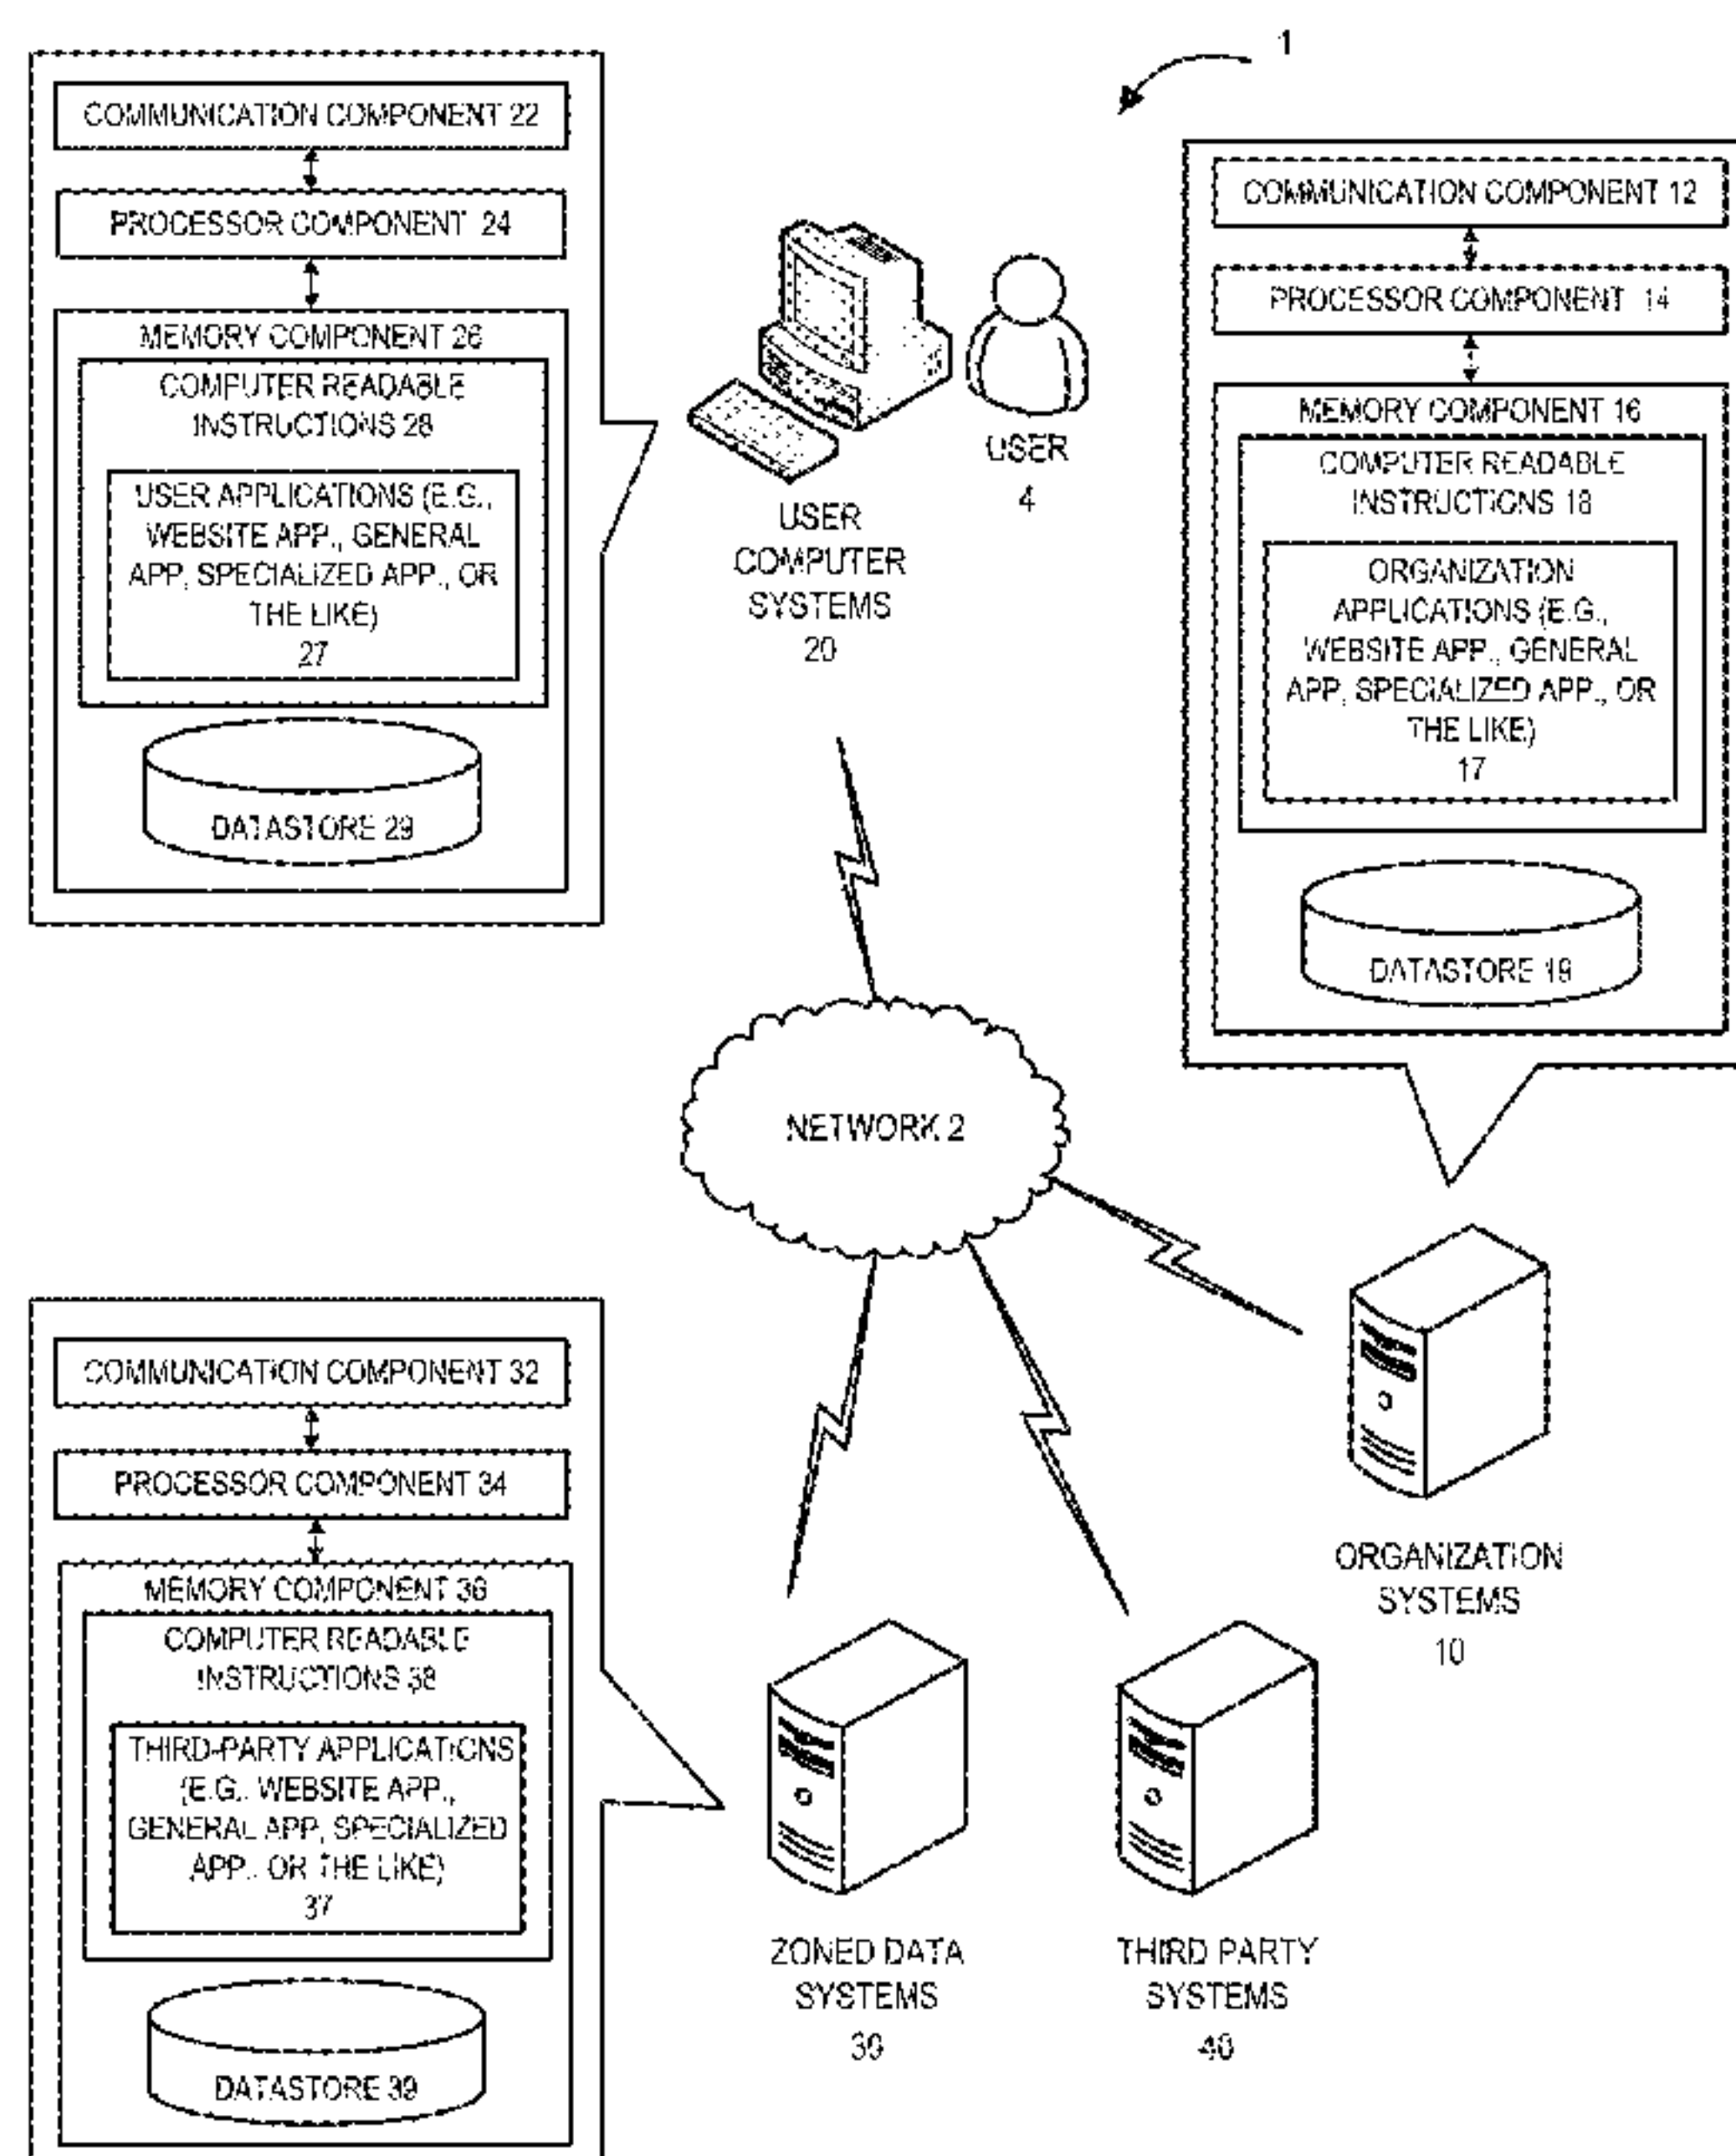 1
COMMUNICATION COMPONENT 22
PROCESSOR COMPONENT 24
MEMORY COMPONENT 26
COMPUTER READABLE
INSTRUCTIONS 28
USER APPLICATIONS (E.G.,
WEBSITE APP., GENERAL
APP, SPECIALIZED APP., OR
THE LIKE)
27
DATASTORE 29
USER
COMPUTER
SYSTEMS
20
USER
4
COMMUNICATION COMPONENT 12
PROCESSOR COMPONENT 14
MEMORY COMPONENT 16
COMPUTER READABLE
INSTRUCTIONS 18
ORGANIZATION
APPLICATIONS (E.G.,
WEBSITE APP., GENERAL
APP, SPECIALIZED APP., OR
THE LIKE)
17
DATASTORE 19
NETWORK 2
ORGANIZATION
SYSTEMS
10
COMMUNICATION COMPONENT 32
PROCESSOR COMPONENT 34
MEMORY COMPONENT 36
COMPUTER READABLE
INSTRUCTIONS 38
THIRD-PARTY APPLICATIONS
(E.G., WEBSITE APP.,
GENERAL APP, SPECIALIZED
APP., OR THE LIKE)
37
DATASTORE 39
ZONED DATA
SYSTEMS
30
THIRD PARTY
SYSTEMS
40